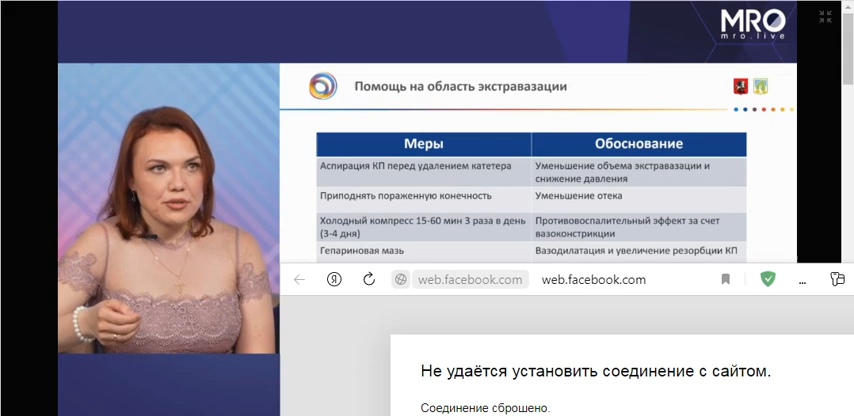 MRO
mro.live
Помощь на область экстравазации
Меры
Обоснование
Аспирация КП перед удалением катетера
Уменьшение объема экстравазации и
снижение давления
Приподнять пораженную конечность
Уменьшение отека
Холодный компресс 15-60 мин 3 раза в день
(3-4 дня)
Противовоспалительный эффект за счет
вазоконстрикции
Гепариновая мазь
Вазодилатация и увеличение резорбции КП
web.facebook.com web.facebook.com
Не удаётся установить соединение с сайтом.
Соединение сброшено.